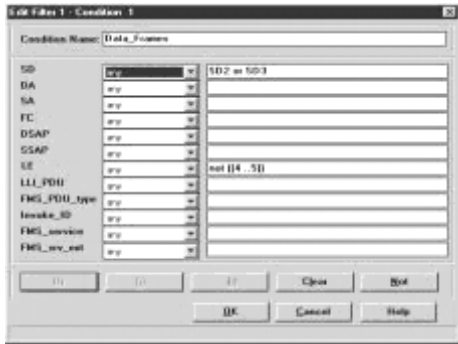 Edit Filter 1 - Condition 1
Condition Name: Data_Frames
SD any SD2 or SD3
DA any
SA any
FC any
DSAP any
SSAP any
LE any not ([4 ..5])
LLI_PDU any
FMS_PDU_type any
Invoke_ID any
FMS_service any
FMS_srv_ext any
Clear Not
OK Cancel Help